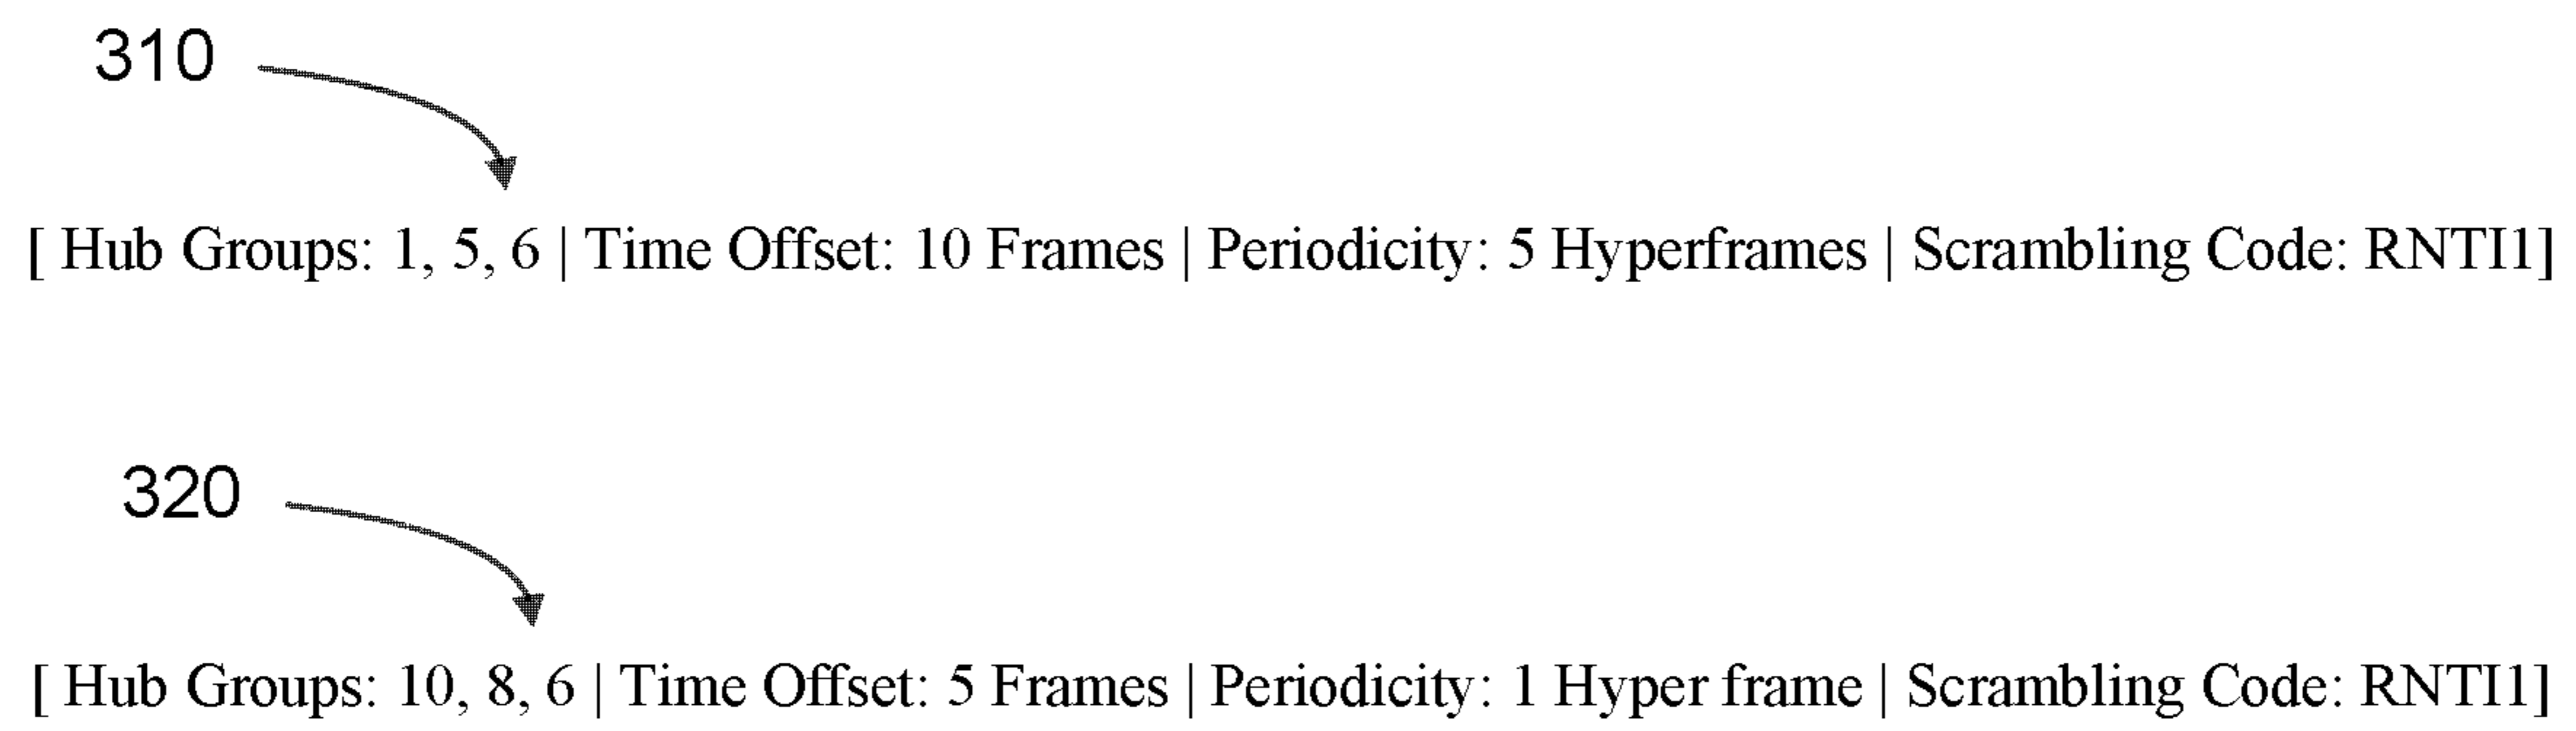 310
[ Hub Groups: 1, 5, 6 | Time Offset: 10 Frames | Periodicity: 5 Hyperframes | Scrambling Code: RNTI1]
320
[ Hub Groups: 10, 8, 6 | Time Offset: 5 Frames | Periodicity: 1 Hyper frame | Scrambling Code: RNTI1]